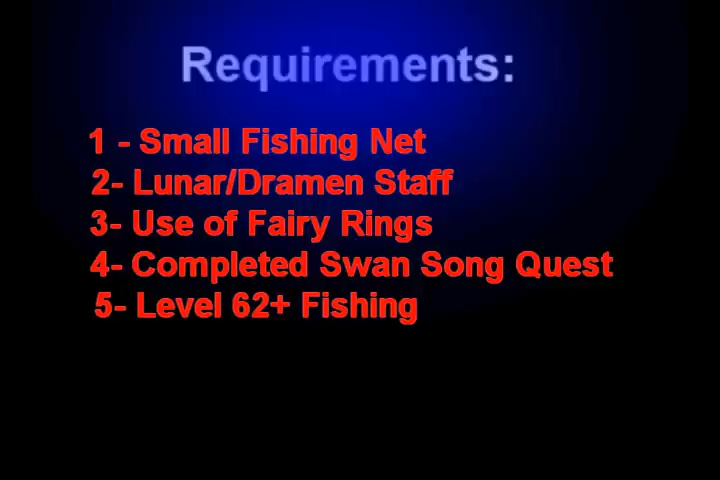 Requirements:
1 - Small Fishing Net
2- Lunar/Dramen Staff
3- Use of Fairy Rings
4- Completed Swan Song Quest
5- Level 62+ Fishing